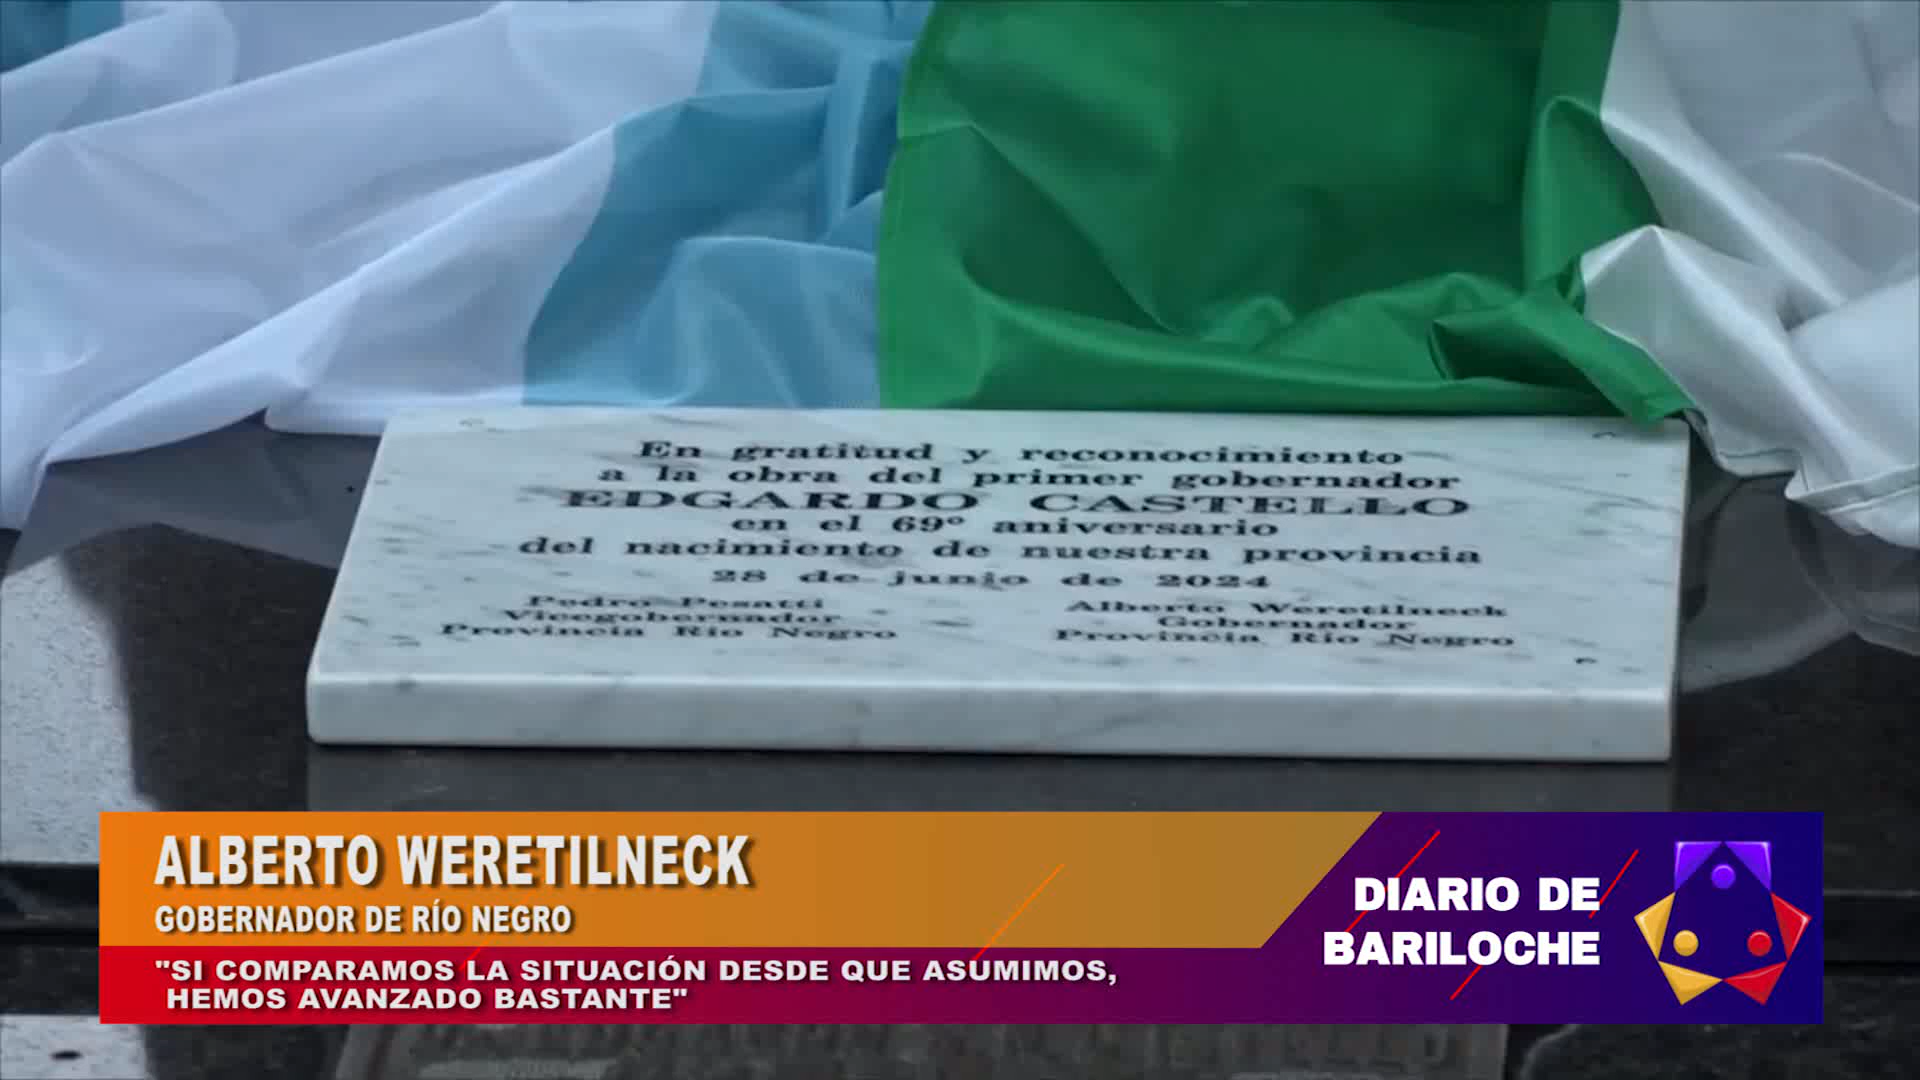 En gratitud y reconocimiento
a la obra del primer gobernador
EDGARDO CASTELLO
en el 69º aniversario
del nacimiento de nuestra provincia
28 de junio de 2024
Pedro Pesatti
Vicegobernador
Provincia Río Negro
Alberto Weretilneck
Gobernador
Provincia Río Negro
ALBERTO WERETILNECK
GOBERNADOR DE RÍO NEGRO
"SI COMPARAMOS LA SITUACIÓN DESDE QUE ASUMIMOS,
HEMOS AVANZADO BASTANTE"
DIARIO DE
BARILOCHE